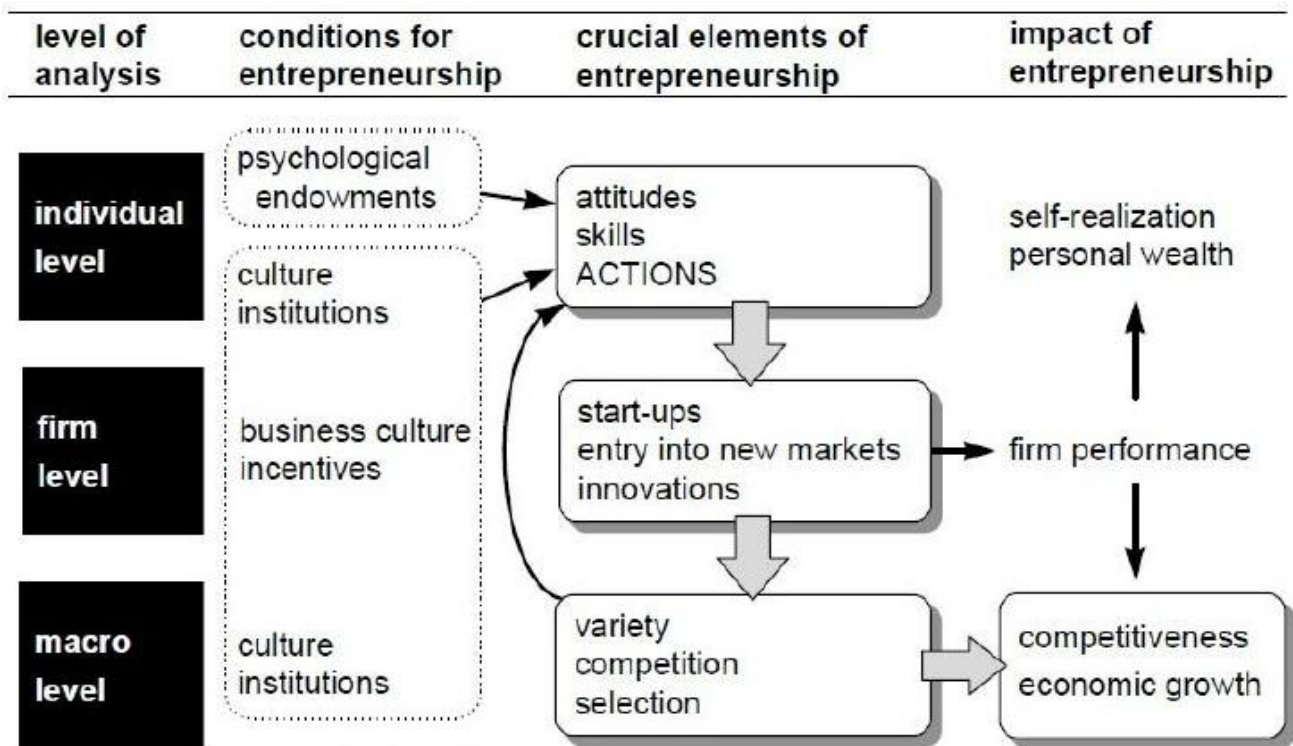 level of
analysis
conditions for
entrepreneurship
crucial elements of
entrepreneurship
impact of
entrepreneurship
individual
level
psychological
endowments
culture
institutions
attitudes
skills
ACTIONS
self-realization
personal wealth
firm
level
business culture
incentives
start-ups
entry into new markets
innovations
firm performance
macro
level
culture
institutions
variety
competition
selection
competitiveness
economic growth